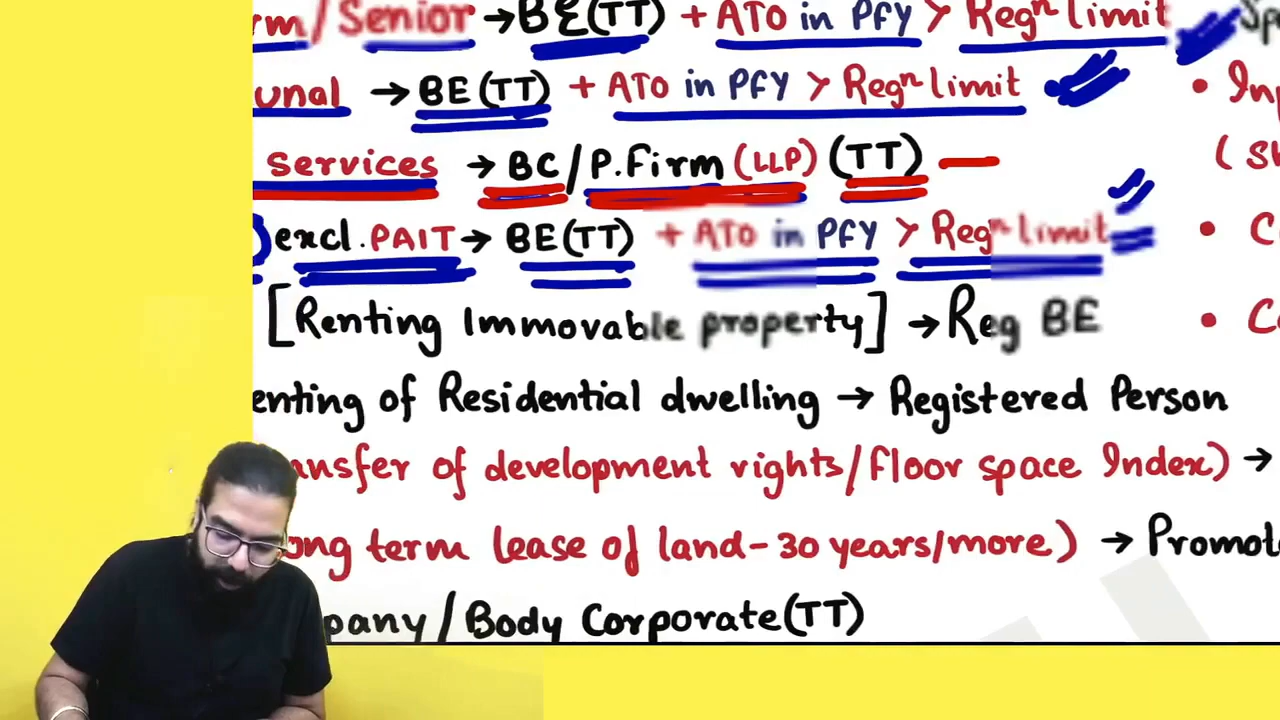 rm/Senior → BE(TT) + ATO in PFY > Regⁿ limit
unal → BE(TT) + ATO in PFY > Regⁿ limit
services → BC/P.Firm (LLP) (TT) —
excl. PAIT → BE(TT) + ATO in PFY > Regⁿ limit
[Renting Immovable property] → Reg BE
enting of Residential dwelling → Registered Person
ansfer of development rights/floor space Index) →
ong term lease of land-30 years/more) → Promot
pany/Body Corporate(TT)